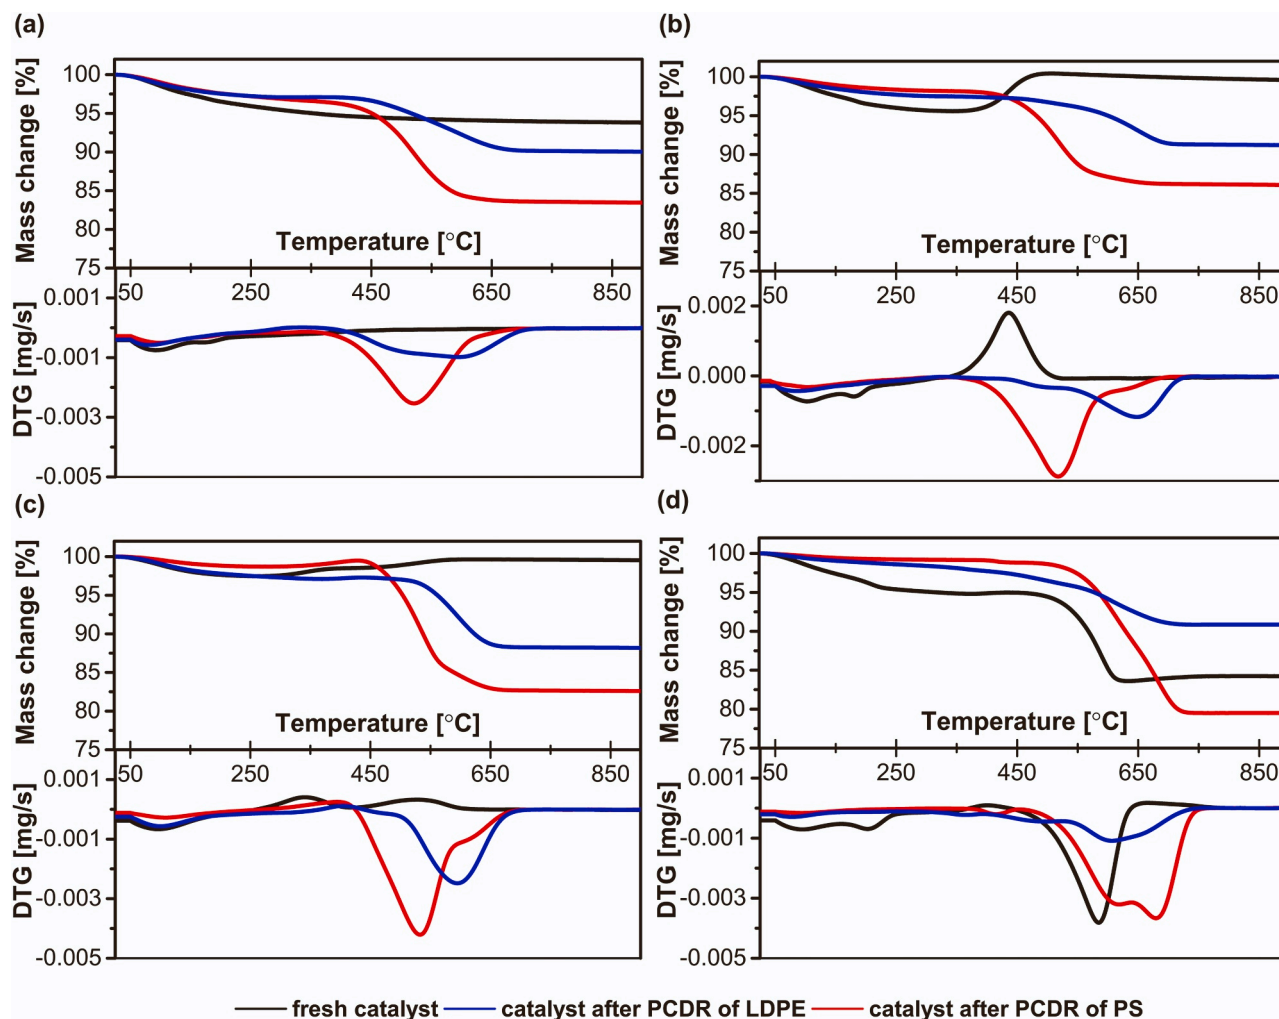 (a)
Mass change [%]
100
95
90
85
80
75
Temperature [°C]
50 250 450 650 850
DTG [mg/s]
0.001
-0.001
-0.003
-0.005
(b)
Mass change [%]
100
95
90
85
80
75
Temperature [°C]
50 250 450 650 850
DTG [mg/s]
0.002
0.000
-0.002
(c)
Mass change [%]
100
95
90
85
80
75
Temperature [°C]
50 250 450 650 850
DTG [mg/s]
0.001
-0.001
-0.003
-0.005
(d)
Mass change [%]
100
95
90
85
80
75
Temperature [°C]
50 250 450 650 850
DTG [mg/s]
0.001
-0.001
-0.003
-0.005
fresh catalyst catalyst after PCDR of LDPE catalyst after PCDR of PS